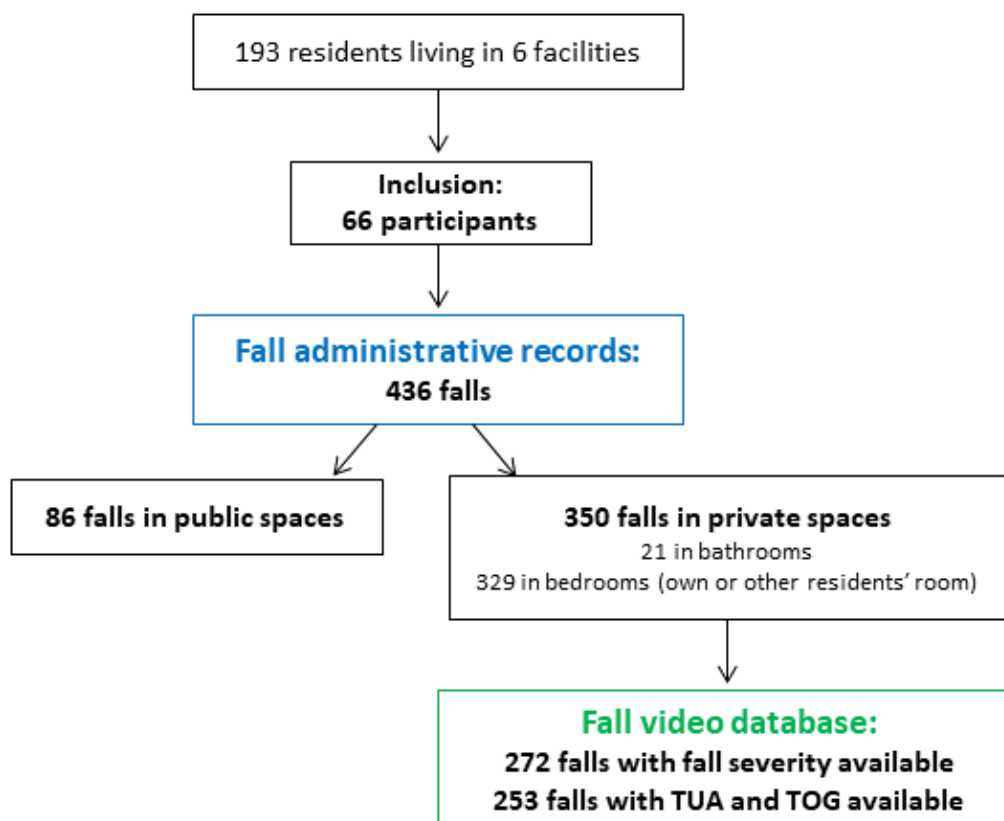 193 residents living in 6 facilities
Inclusion:
66 participants
Fall administrative records:
436 falls
86 falls in public spaces
350 falls in private spaces
21 in bathrooms
329 in bedrooms (own or other residents’ room)
Fall video database:
272 falls with fall severity available
253 falls with TUA and TOG available